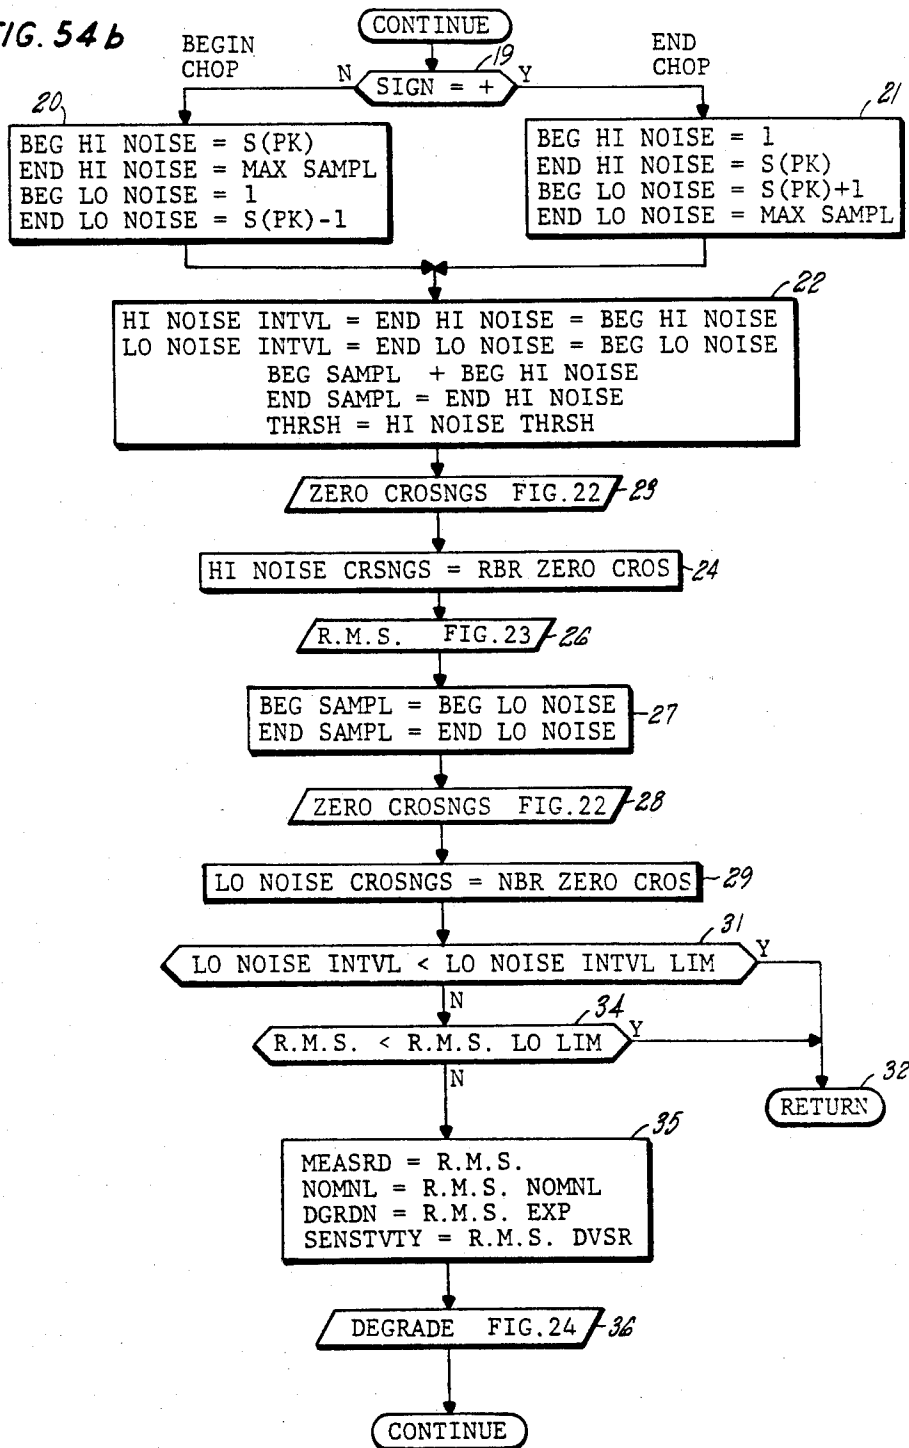 FIG. 54b
CONTINUE
BEGIN
CHOP
END
CHOP
19
N
SIGN = +
Y
20
BEG HI NOISE = S(PK)
END HI NOISE = MAX SAMPL
BEG LO NOISE = 1
END LO NOISE = S(PK)-1
21
BEG HI NOISE = 1
END HI NOISE = S(PK)
BEG LO NOISE = S(PK)+1
END LO NOISE = MAX SAMPL
22
HI NOISE INTVL = END HI NOISE = BEG HI NOISE
LO NOISE INTVL = END LO NOISE = BEG LO NOISE
BEG SAMPL + BEG HI NOISE
END SAMPL = END HI NOISE
THRSH = HI NOISE THRSH
ZERO CROSNGS FIG.22 23
HI NOISE CRSNGS = RBR ZERO CROS 24
R.M.S. FIG.23 26
BEG SAMPL = BEG LO NOISE
END SAMPL = END LO NOISE
27
ZERO CROSNGS FIG.22 28
LO NOISE CROSNGS = NBR ZERO CROS 29
31
LO NOISE INTVL < LO NOISE INTVL LIM Y
N
34
R.M.S. < R.M.S. LO LIM Y
N
32
RETURN
35
MEASRD = R.M.S.
NOMNL = R.M.S. NOMNL
DGRDN = R.M.S. EXP
SENSTVTY = R.M.S. DVSR
DEGRADE FIG.24 36
CONTINUE